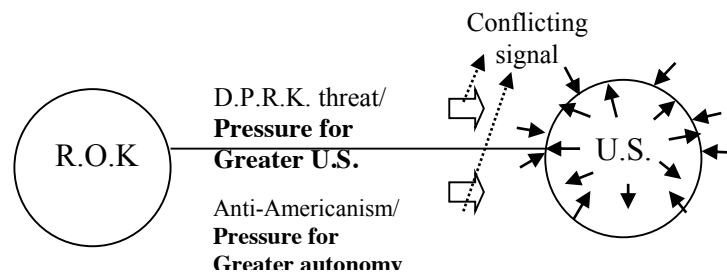 Conflicting
signal
D.P.R.K. threat/
Pressure for
Greater U.S.
R.O.K
U.S.
Anti-Americanism/
Pressure for
Greater autonomy